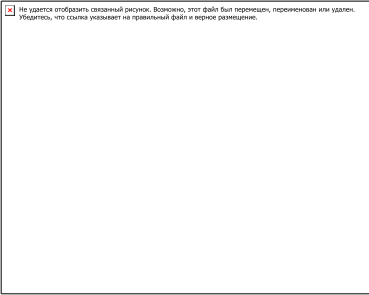 Не удается отобразить связанный рисунок. Возможно, этот файл был перемещен, переименован или удален.
Убедитесь, что ссылка указывает на правильный файл и верное размещение.